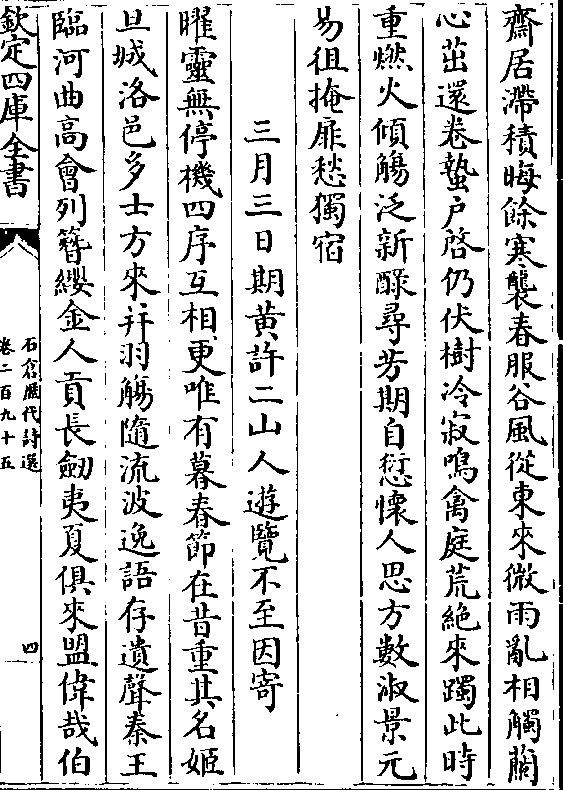 齋居滯積晦餘寒襲春服谷風從東來微雨亂相觸蘭
心茁還卷蟄户啓仍伏樹冷寂鳴禽庭荒絶來躅此時
重燃火傾觴泛新醁尋芳期自愆懷人思方數淑景元
易徂掩扉愁獨宿
三月三日期黄許二山人遊覽不至因寄
曜靈無停機四序互相更唯有暮春節在昔重其名姬
旦城洛邑多士方來并羽觴隨流波逸語存遺聲秦王
臨河曲高會列簪纓金人貢長劒夷夏俱來盟偉哉伯
欽定四庫全書
石倉歷代詩選
卷二百九十五
四